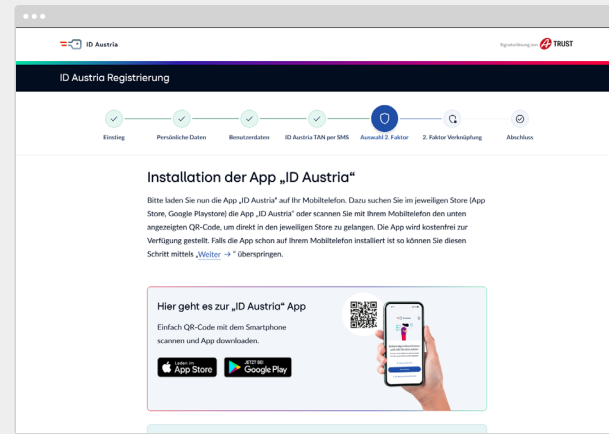 ID Austria
Signaturlösung von A TRUST
ID Austria Registrierung
Einstieg
Persönliche Daten
Benutzerdaten
ID Austria TAN per SMS
Auswahl 2. Faktor
2. Faktor Verknüpfung
Abschluss
Installation der App „ID Austria“
Bitte laden Sie nun die App „ID Austria“ auf Ihr Mobiltelefon. Dazu suchen Sie im jeweiligen Store (App
Store, Google Playstore) die App „ID Austria“ oder scannen Sie mit Ihrem Mobiltelefon den unten
angezeigten QR-Code, um direkt in den jeweiligen Store zu gelangen. Die App wird kostenfrei zur
Verfügung gestellt. Falls die App schon auf Ihrem Mobiltelefon installiert ist so können Sie diesen
Schritt mittels „Weiter → “ überspringen.
Hier geht es zur „ID Austria“ App
Einfach QR-Code mit dem Smartphone
scannen und App downloaden.
Laden im
App Store
JETZT BEI
Google Play